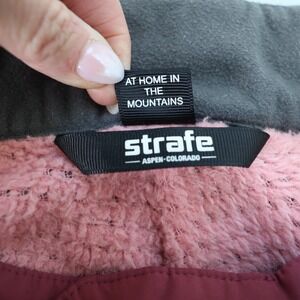 AT HOME IN
THE
MOUNTAINS
strafe
ASPEN-COLORADO